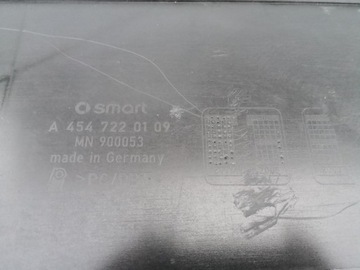 smart
A 454 722 01 09
MN 900053
made in Germany